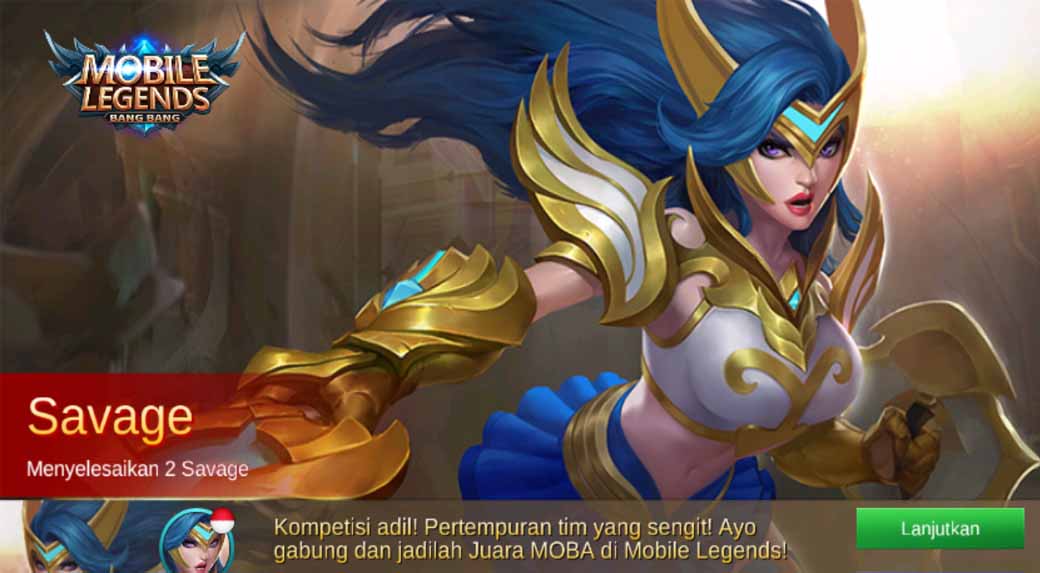 MOBILE
LEGENDS
BANG BANG
Savage
Menyelesaikan 2 Savage
Kompetisi adil! Pertempuran tim yang sengit! Ayo
gabung dan jadilah Juara MOBA di Mobile Legends!
Lanjutkan